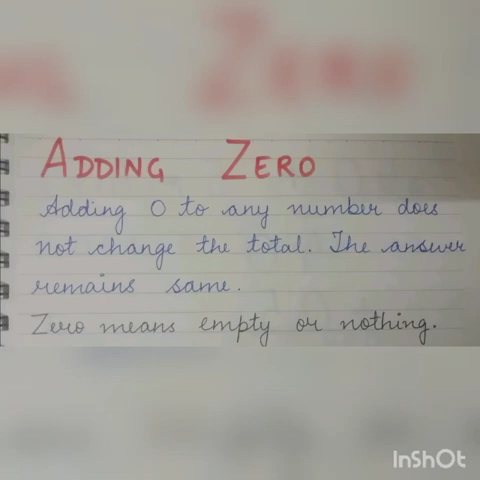 ADDING ZERO
Adding 0 to any number does
not change the total. The answer
remains same.
Zero means empty or nothing.
InShOt